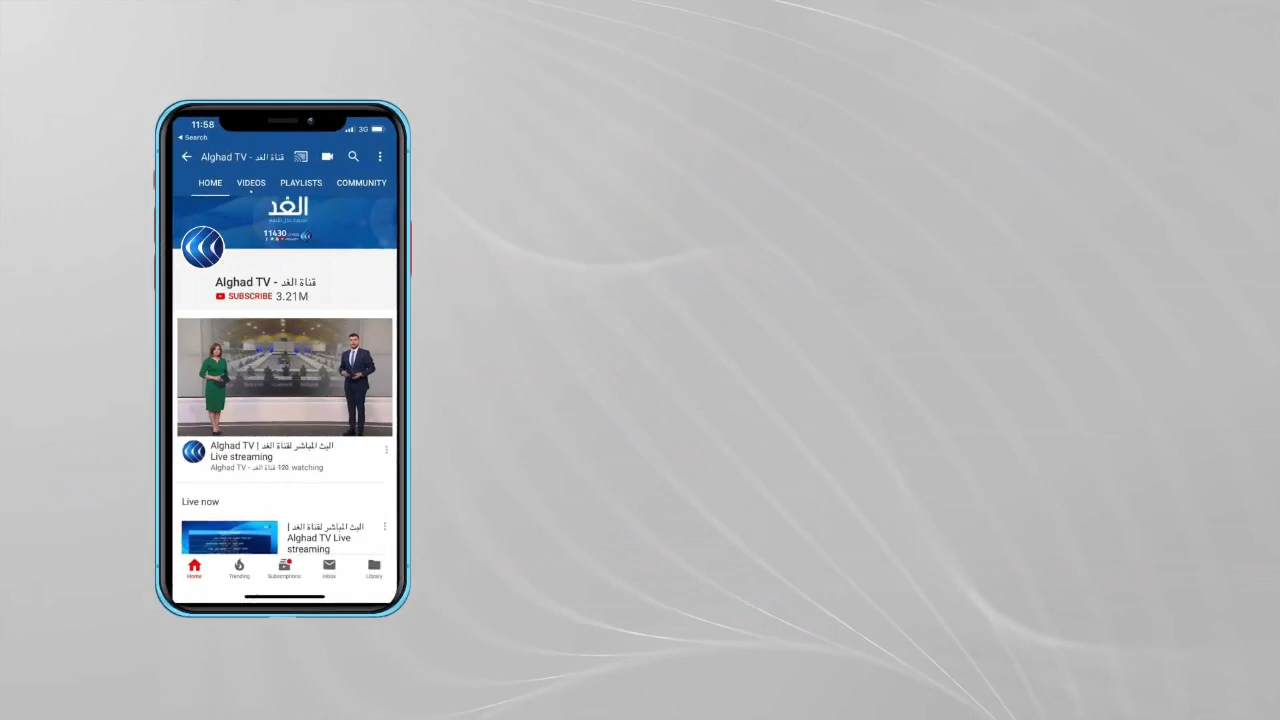 11:58
3G
Search
Alghad TV - قناة الغد
HOME VIDEOS PLAYLISTS COMMUNITY
الغد
11430
Alghad TV - قناة الغد
SUBSCRIBE 3.21M
Alghad TV | البث المباشر لقناة الغد
Live streaming
Alghad TV - قناة الغد 120 watching
Live now
البث المباشر لقناة الغد |
Alghad TV Live
streaming
Home Trending Subscriptions Inbox Library